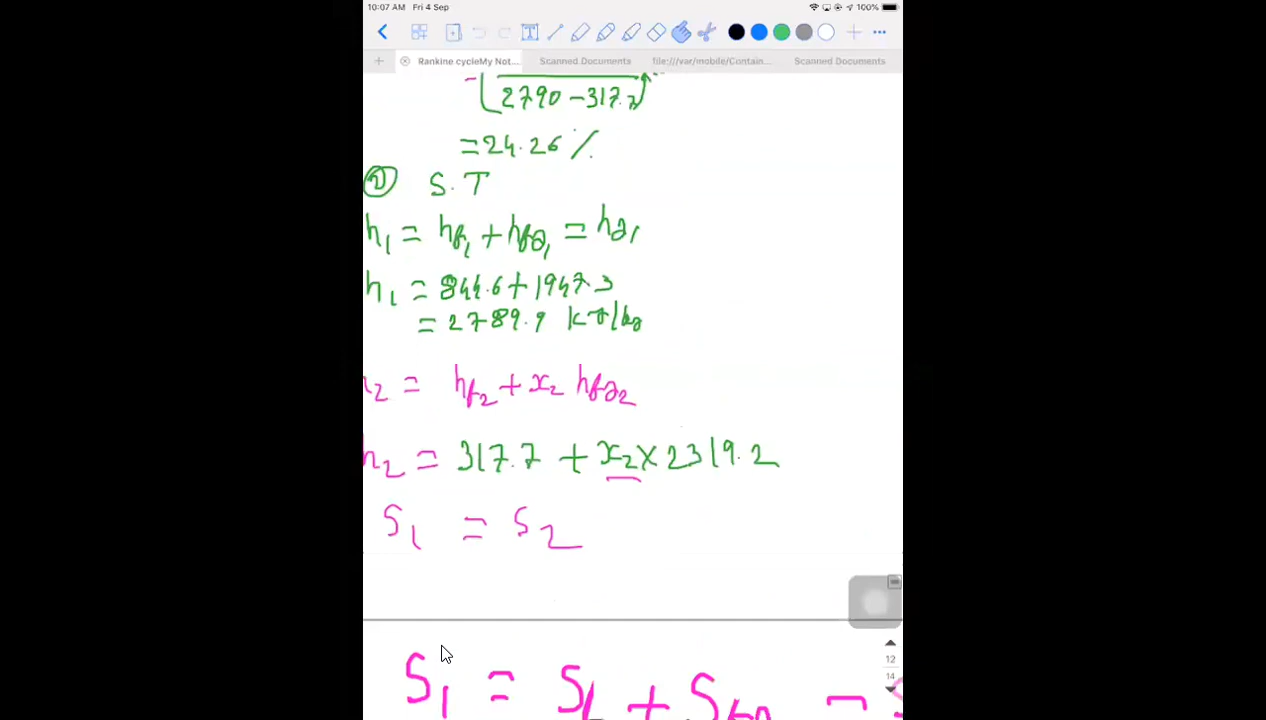 10:07 AM Fri 4 Sep 100%
Rankine cycleMy Not... Scanned Documents file:///var/mobile/Contain... Scanned Documents
2790 - 317.7
= 24.26 %
S.T
h1 = hf1 + hfg1 = hg1
h1 = 844.6 + 1947.3
= 2789.9 kJ/kg
h2 = hf2 + x2 hfg2
h2 = 317.7 + x2 × 2319.2
S1 = S2
12
14
S1 = Sf + Sfg =